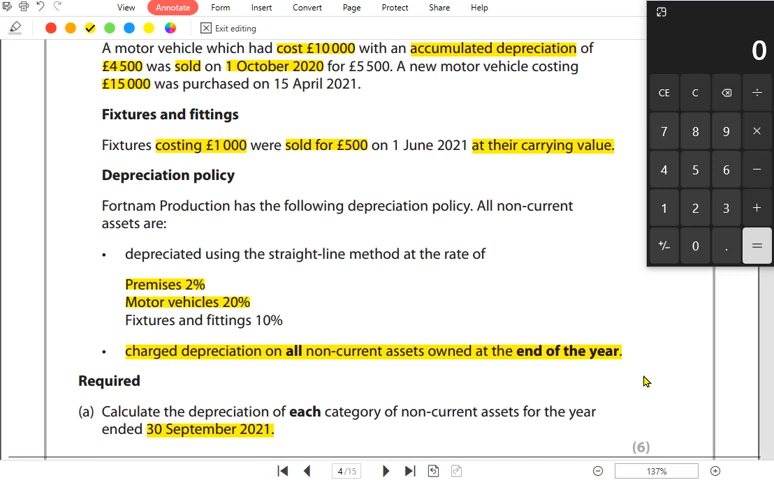 View Annotate Form Insert Convert Page Protect Share Help
Exit editing
A motor vehicle which had cost £10 000 with an accumulated depreciation of
£4 500 was sold on 1 October 2020 for £5 500. A new motor vehicle costing
£15 000 was purchased on 15 April 2021.
Fixtures and fittings
Fixtures costing £1 000 were sold for £500 on 1 June 2021 at their carrying value.
Depreciation policy
Fortnam Production has the following depreciation policy. All non-current
assets are:
• depreciated using the straight-line method at the rate of
Premises 2%
Motor vehicles 20%
Fixtures and fittings 10%
• charged depreciation on all non-current assets owned at the end of the year.
Required
(a) Calculate the depreciation of each category of non-current assets for the year
ended 30 September 2021.
(6)
4 / 15
137%
0
CE C ÷
7 8 9 ×
4 5 6 −
1 2 3 +
+/− 0 . =